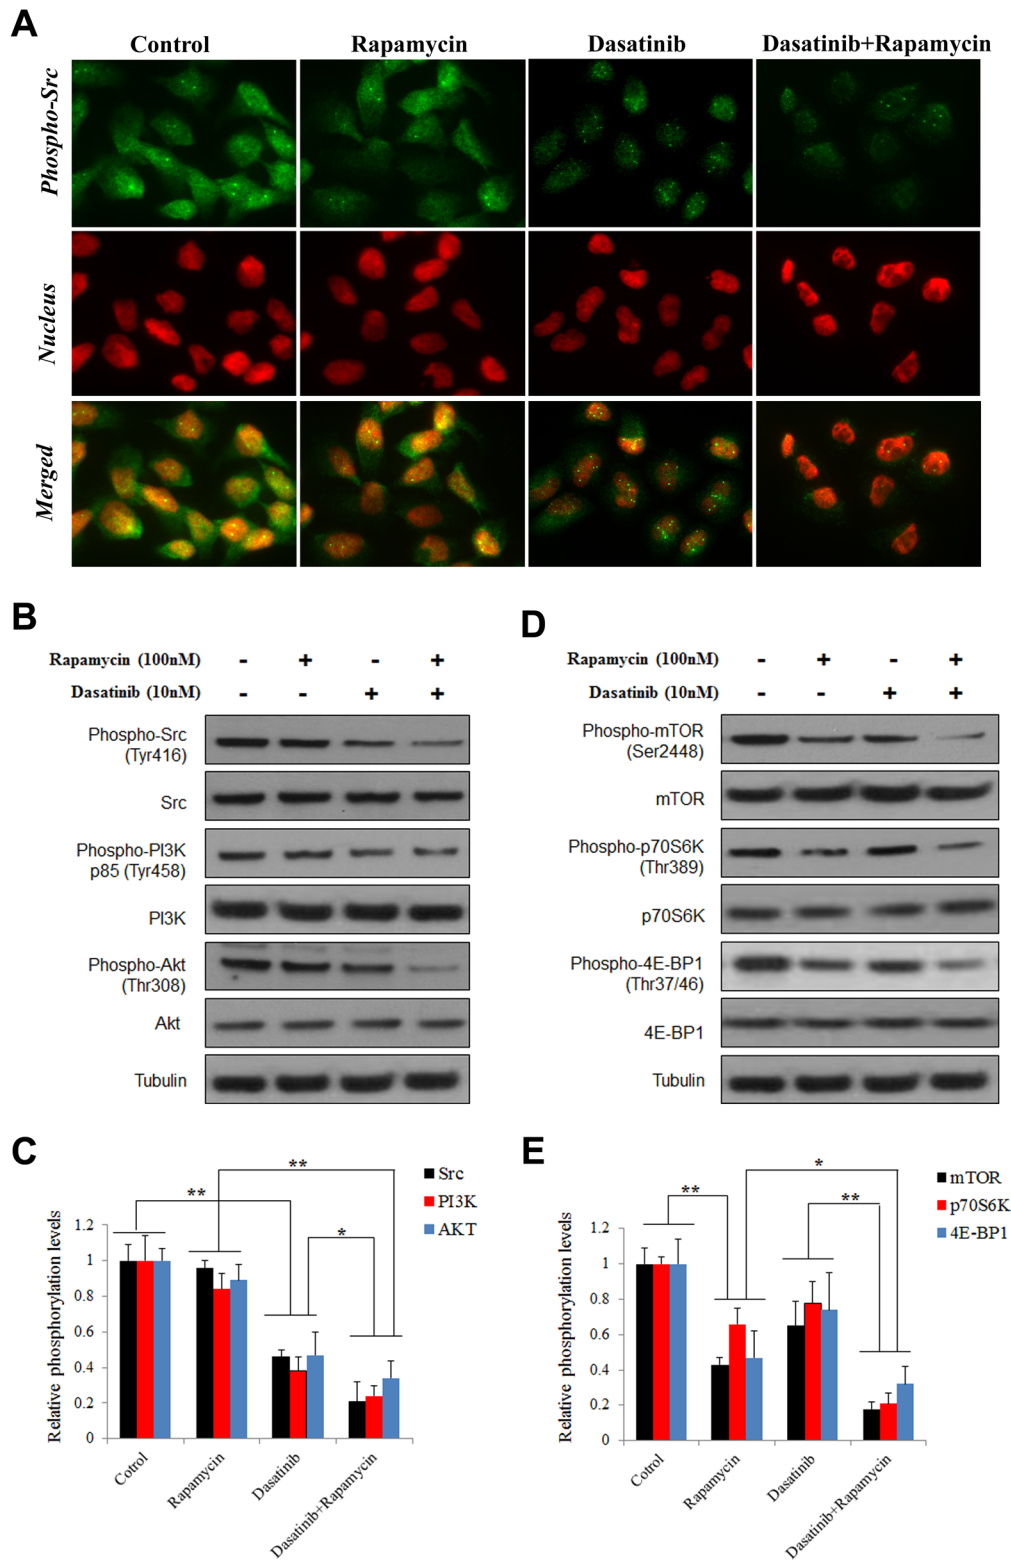 A
Control Rapamycin Dasatinib Dasatinib+Rapamycin
Phospho-Src
Nucleus
Merged
B
Rapamycin (100nM) - + - +
Dasatinib (10nM) - - + +
Phospho-Src
(Tyr416)
Src
Phospho-PI3K
p85 (Tyr458)
PI3K
Phospho-Akt
(Thr308)
Akt
Tubulin
D
Rapamycin (100nM) - + - +
Dasatinib (10nM) - - + +
Phospho-mTOR
(Ser2448)
mTOR
Phospho-p70S6K
(Thr389)
p70S6K
Phospho-4E-BP1
(Thr37/46)
4E-BP1
Tubulin
C
Relative phosphorylation levels
1.2
1
0.8
0.6
0.4
0.2
0
**
**
*
Src
PI3K
AKT
Cotrol
Rapamycin
Dasatinib
Dasatinib+Rapamycin
E
Relative phosphorylation levels
1.2
1
0.8
0.6
0.4
0.2
0
*
**
**
mTOR
p70S6K
4E-BP1
Cotrol
Rapamycin
Dasatinib
Dasatinib+Rapamycin